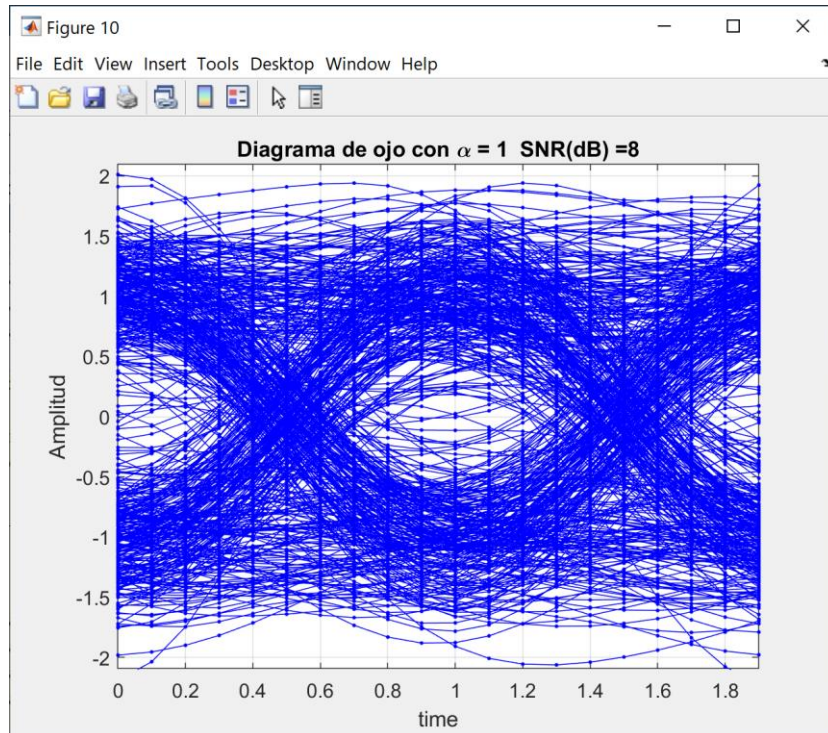 Figure 10
File Edit View Insert Tools Desktop Window Help
Diagrama de ojo con α = 1 SNR(dB) =8
2
1.5
1
0.5
0
-0.5
-1
-1.5
-2
Amplitud
0 0.2 0.4 0.6 0.8 1 1.2 1.4 1.6 1.8
time